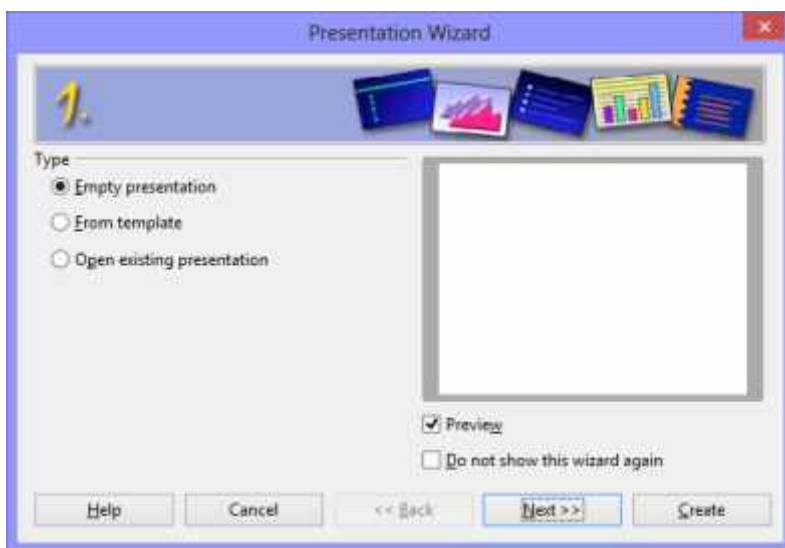 Presentation Wizard
1.
Type
Empty presentation
From template
Open existing presentation
Preview
Do not show this wizard again
Help Cancel << Back Next >> Create